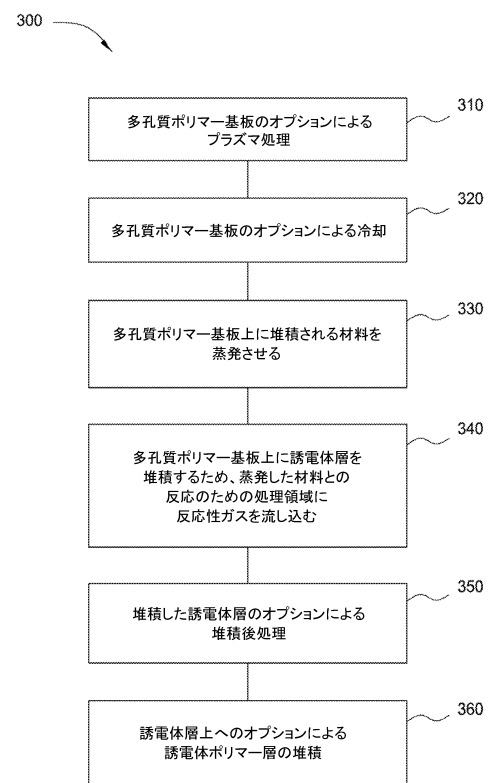 300
310
多孔質ポリマー基板のオプションによる
プラズマ処理
320
多孔質ポリマー基板のオプションによる冷却
330
多孔質ポリマー基板上に堆積される材料を
蒸発させる
340
多孔質ポリマー基板上に誘電体層を
堆積するため、蒸発した材料との
反応のための処理領域に
反応性ガスを流し込む
350
堆積した誘電体層のオプションによる
堆積後処理
360
誘電体層上へのオプションによる
誘電体ポリマー層の堆積